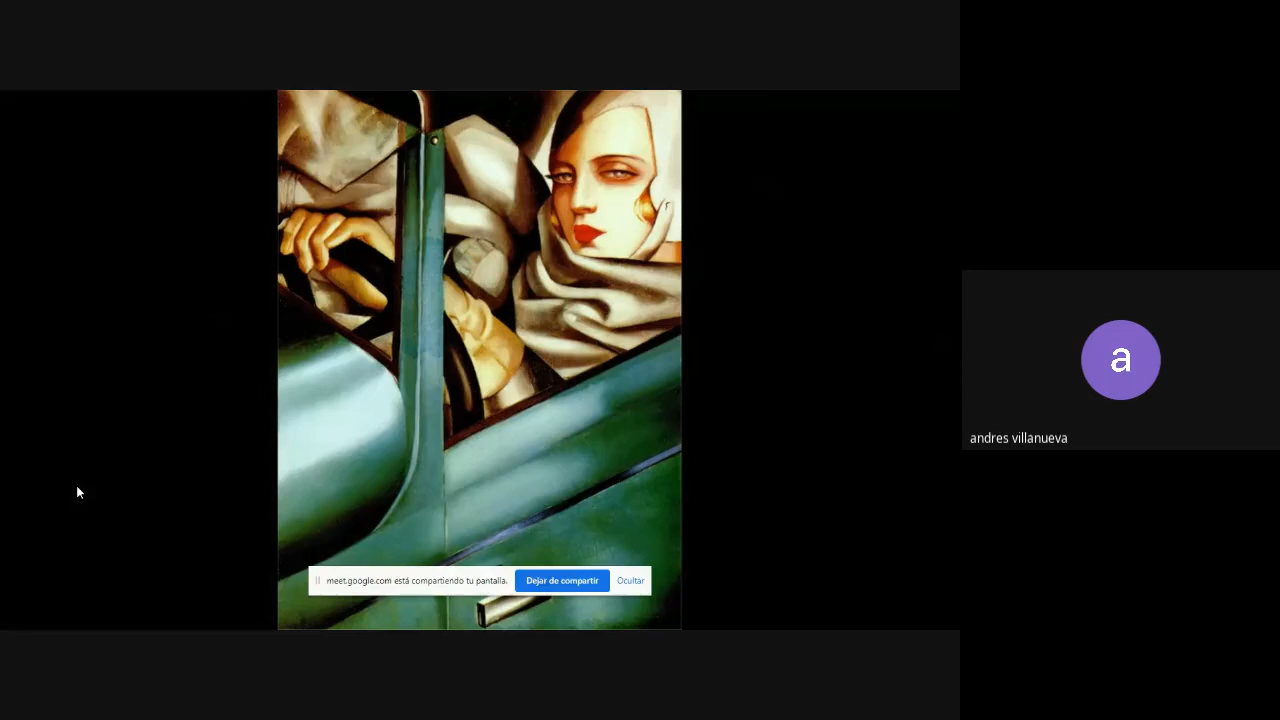 a
andres villanueva
meet.google.com está compartiendo tu pantalla.
Dejar de compartir
Ocultar